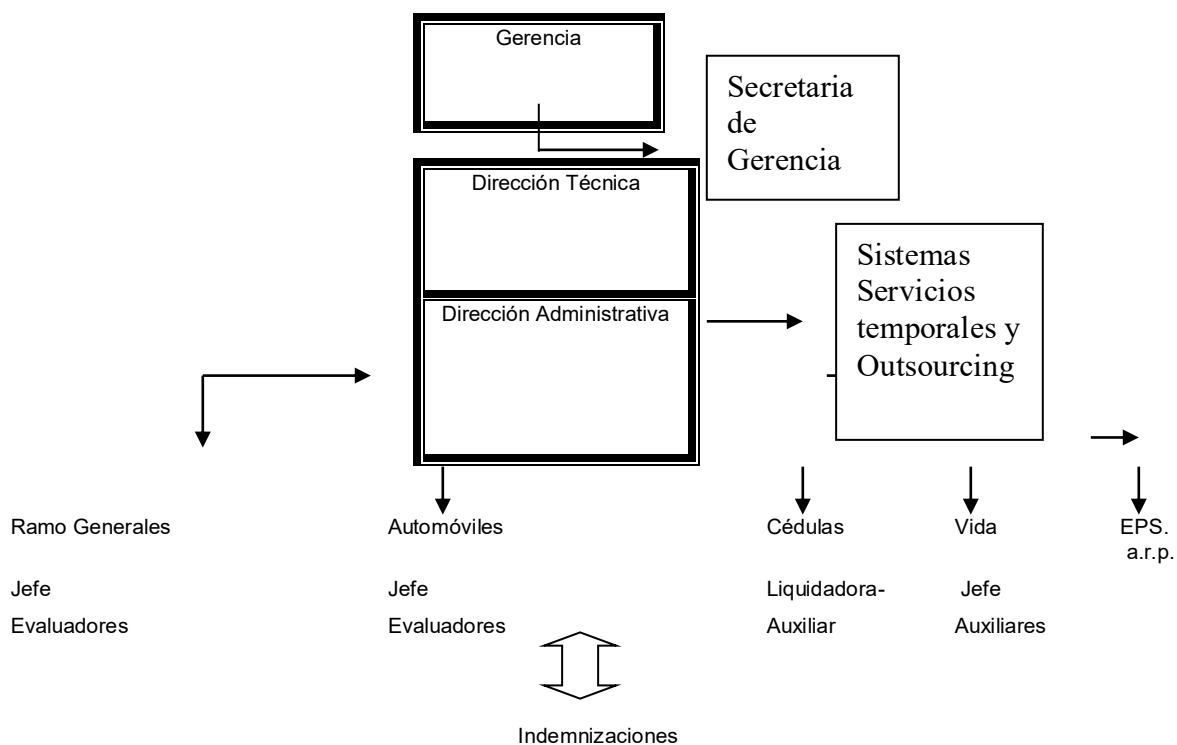 Gerencia
Secretaria
de
Gerencia
Dirección Técnica
Sistemas
Servicios
temporales y
Outsourcing
Dirección Administrativa
Ramo Generales
Automóviles
Cédulas
Vida
EPS.
a.r.p.
Jefe
Jefe
Liquidadora-
Jefe
Evaluadores
Evaluadores
Auxiliar
Auxiliares
Indemnizaciones